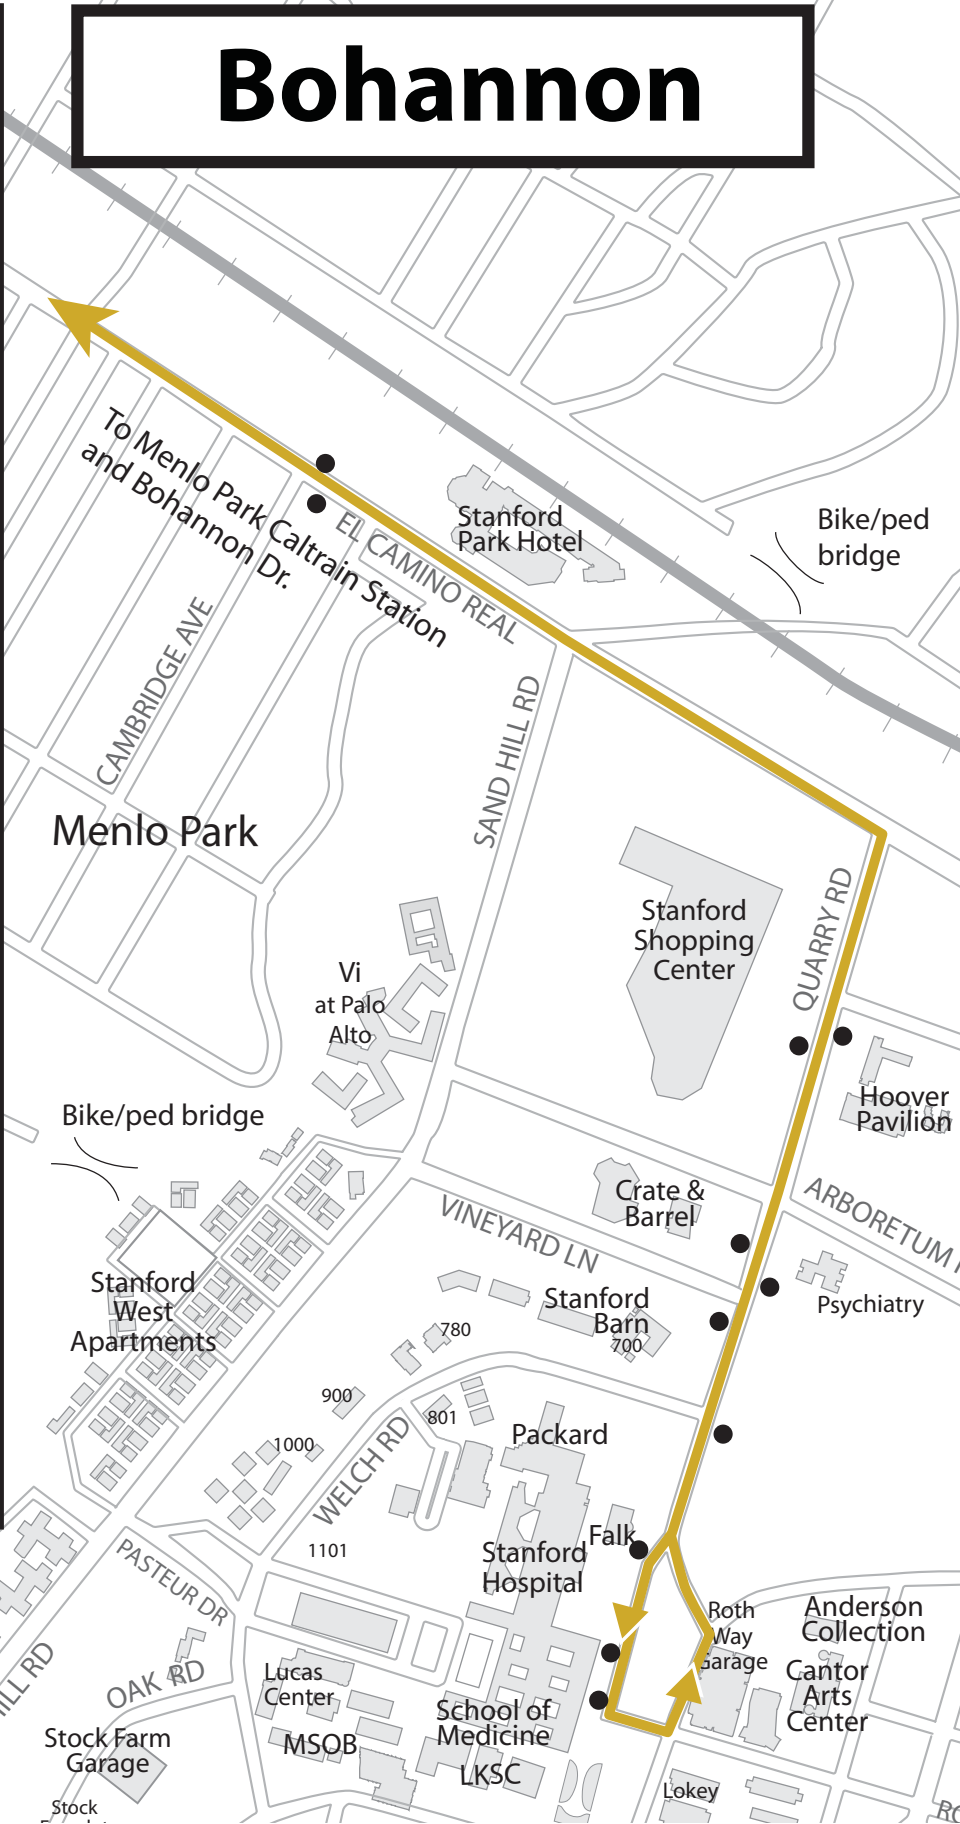 Bohannon
To Menlo Park Caltrain Station
and Bohannon Dr.
EL CAMINO REAL
Stanford
Park Hotel
Bike/ped
bridge
CAMBRIDGE AVE
SAND HILL RD
Menlo Park
QUARRY RD
Stanford
Shopping
Center
Vi
at Palo
Alto
Hoover
Pavilion
Bike/ped bridge
Crate &
Barrel
ARBORETUM
VINEYARD LN
Stanford
West
Apartments
Stanford
Barn
700
Psychiatry
780
900
801
Packard
1000
WELCH RD
Falk
1101
Stanford
Hospital
PASTEUR DR
Roth
Way
Garage
Anderson
Collection
HILL RD
OAK RD
Lucas
Center
Cantor
Arts
Center
School of
Medicine
Stock Farm
Garage
MSOB
LKSC
Lokey
Stock